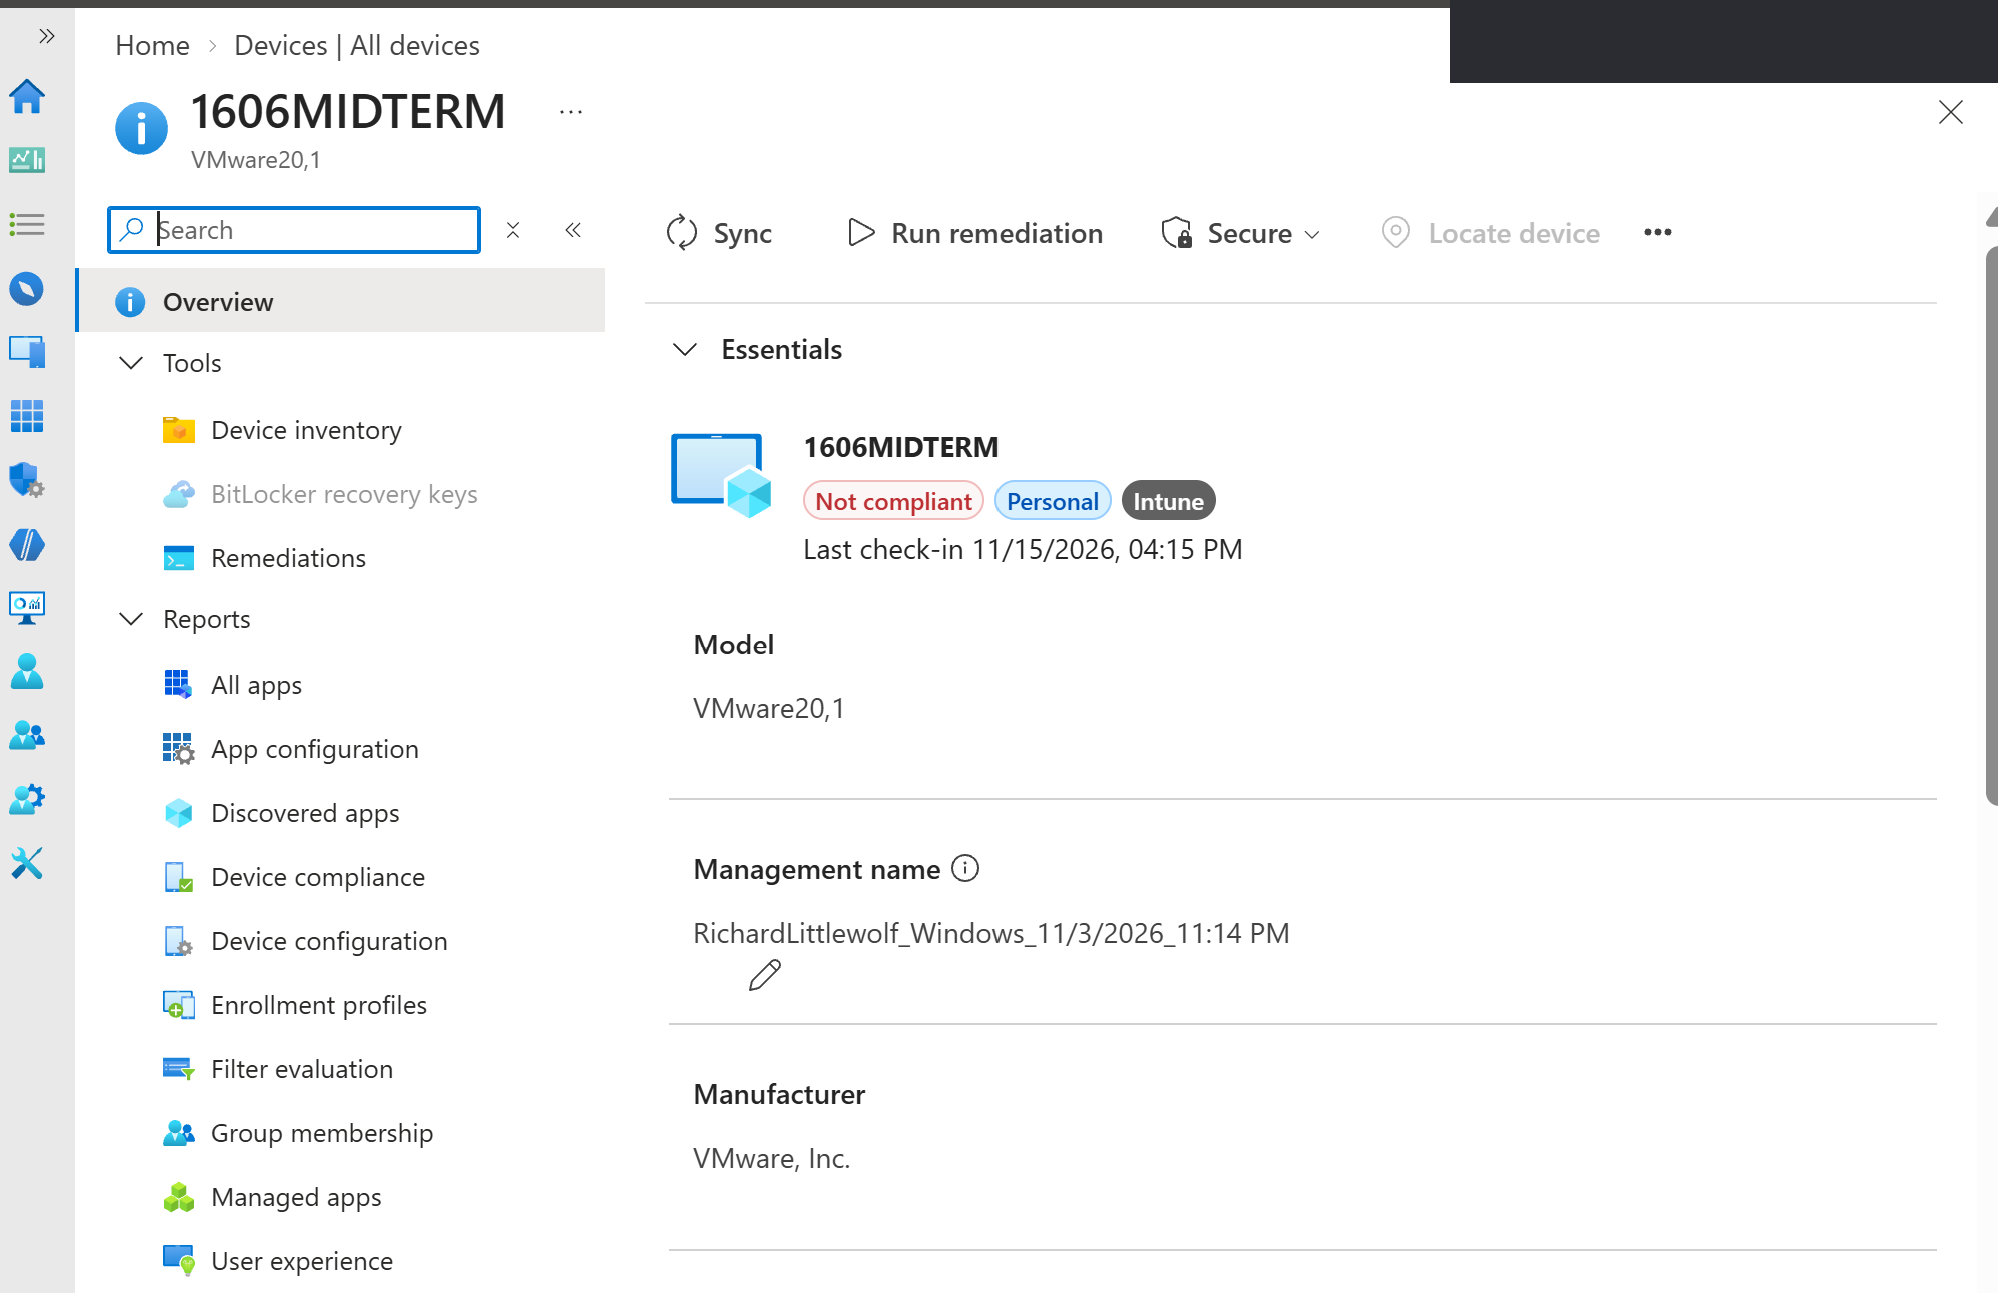 Home > Devices | All devices
1606MIDTERM ...
VMware20,1
Search
Overview
Tools
Device inventory
BitLocker recovery keys
Remediations
Reports
All apps
App configuration
Discovered apps
Device compliance
Device configuration
Enrollment profiles
Filter evaluation
Group membership
Managed apps
User experience
Sync Run remediation Secure Locate device
Essentials
1606MIDTERM
Not compliant Personal Intune
Last check-in 11/15/2026, 04:15 PM
Model
VMware20,1
Management name
RichardLittlewolf_Windows_11/3/2026_11:14 PM
Manufacturer
VMware, Inc.